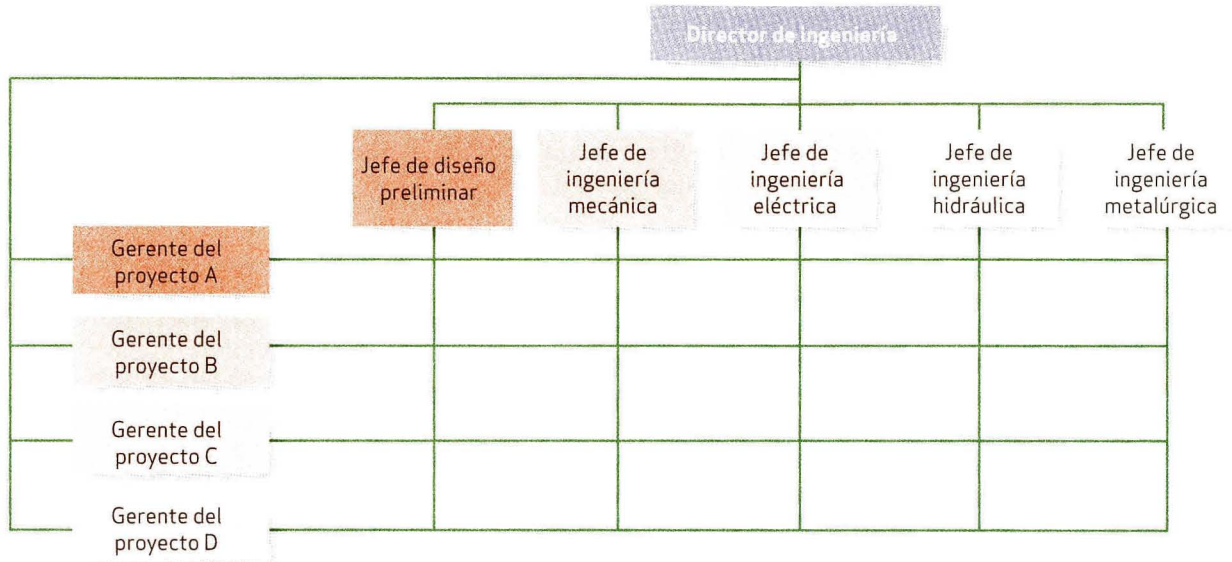 Director de ingeniería
Jefe de diseño
preliminar
Jefe de
ingeniería
mecánica
Jefe de
ingeniería
eléctrica
Jefe de
ingeniería
hidráulica
Jefe de
ingeniería
metalúrgica
Gerente del
proyecto A
Gerente del
proyecto B
Gerente del
proyecto C
Gerente del
proyecto D